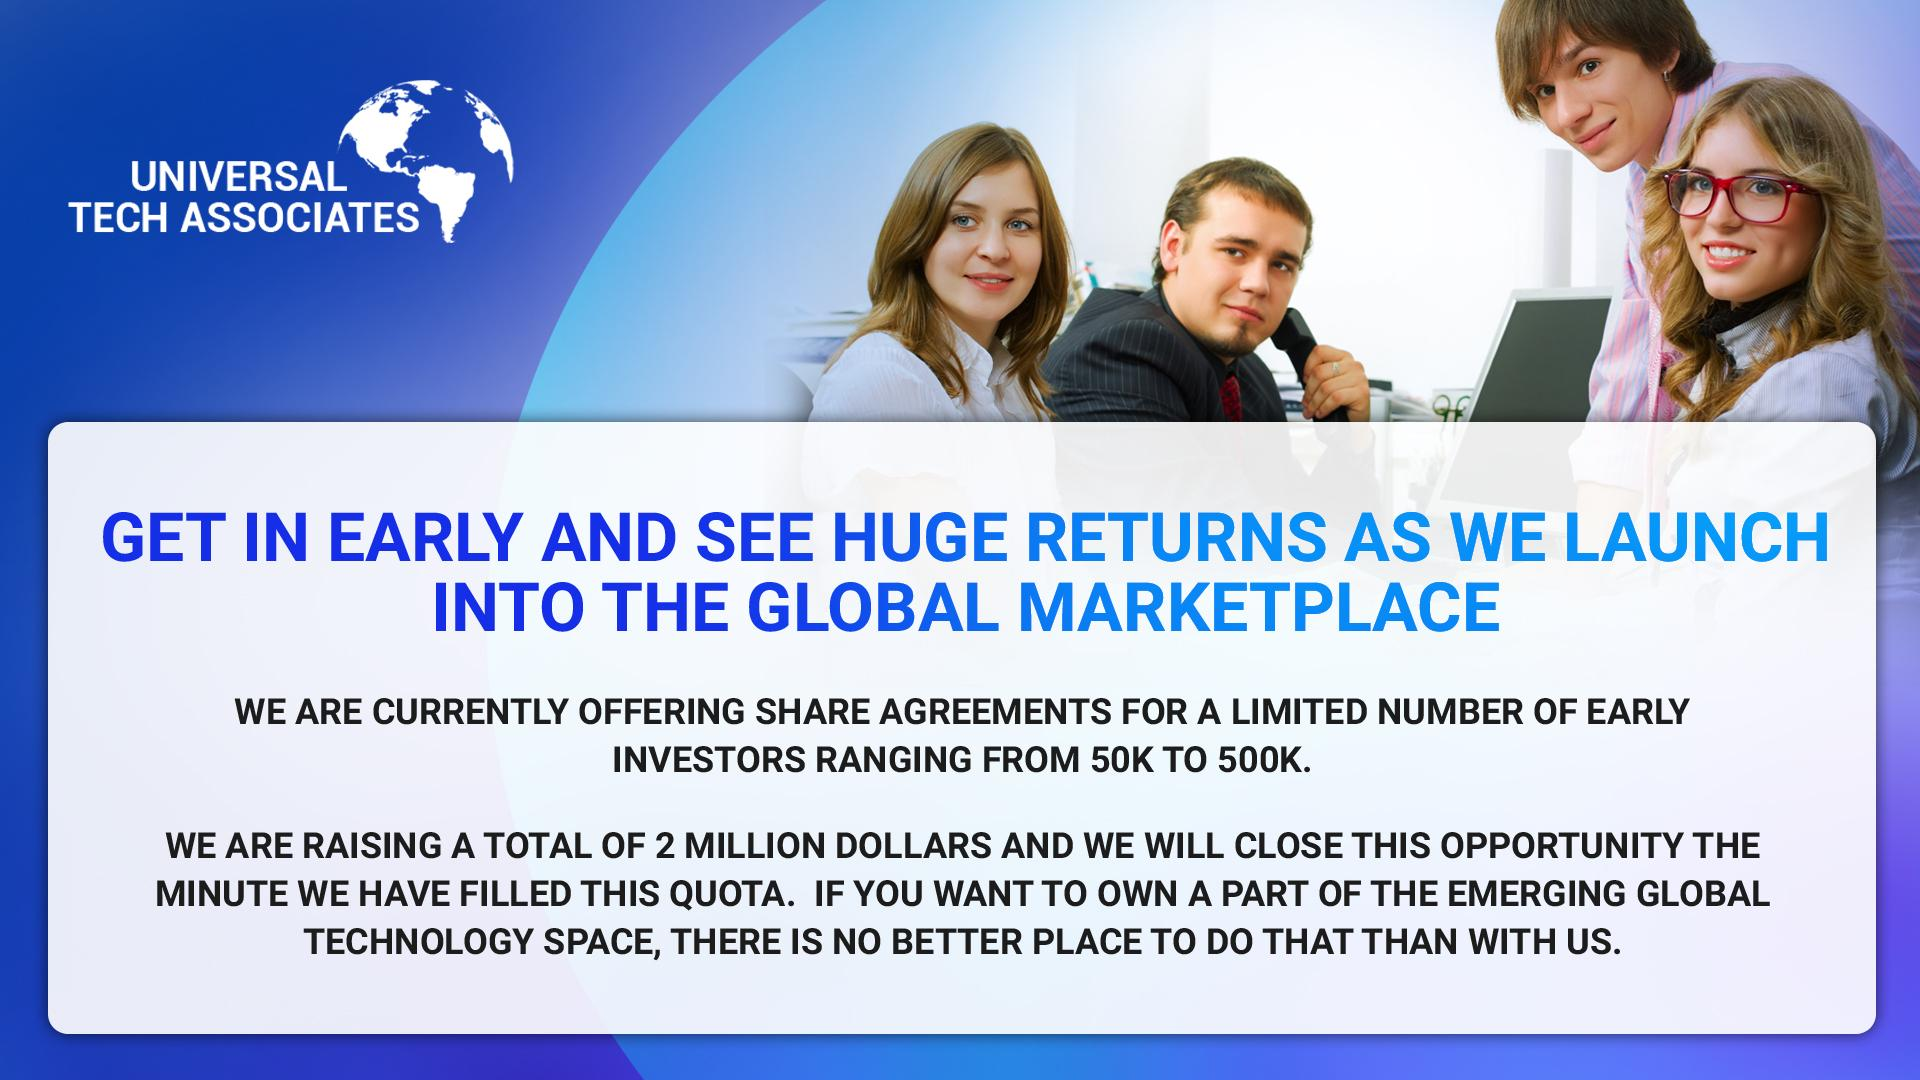 UNIVERSAL
TECH ASSOCIATES
GET IN EARLY AND SEE HUGE RETURNS AS WE LAUNCH
INTO THE GLOBAL MARKETPLACE
WE ARE CURRENTLY OFFERING SHARE AGREEMENTS FOR A LIMITED NUMBER OF EARLY
INVESTORS RANGING FROM 50K TO 500K.
WE ARE RAISING A TOTAL OF 2 MILLION DOLLARS AND WE WILL CLOSE THIS OPPORTUNITY THE
MINUTE WE HAVE FILLED THIS QUOTA.  IF YOU WANT TO OWN A PART OF THE EMERGING GLOBAL
TECHNOLOGY SPACE, THERE IS NO BETTER PLACE TO DO THAT THAN WITH US.